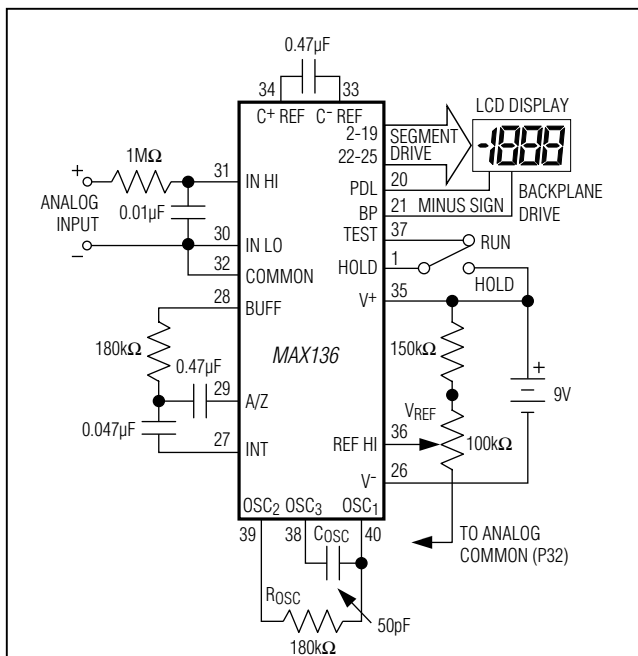 0.47µF
34
33
C+ REF
C- REF
LCD DISPLAY
-1888
2-19
SEGMENT
22-25
DRIVE
1MΩ
31
IN HI
+
ANALOG
INPUT
–
0.01µF
30
IN LO
32
COMMON
28
BUFF
180kΩ
0.47µF
29
A/Z
0.047µF
27
INT
MAX136
PDL
20
BP
21
MINUS SIGN
BACKPLANE
DRIVE
TEST
37
RUN
HOLD
1
HOLD
V+
35
150kΩ
+
9V
VREF
REF HI
36
100kΩ
V-
26
OSC2
OSC3
OSC1
39
38
COSC
40
TO ANALOG
COMMON (P32)
ROSC
50pF
180kΩ